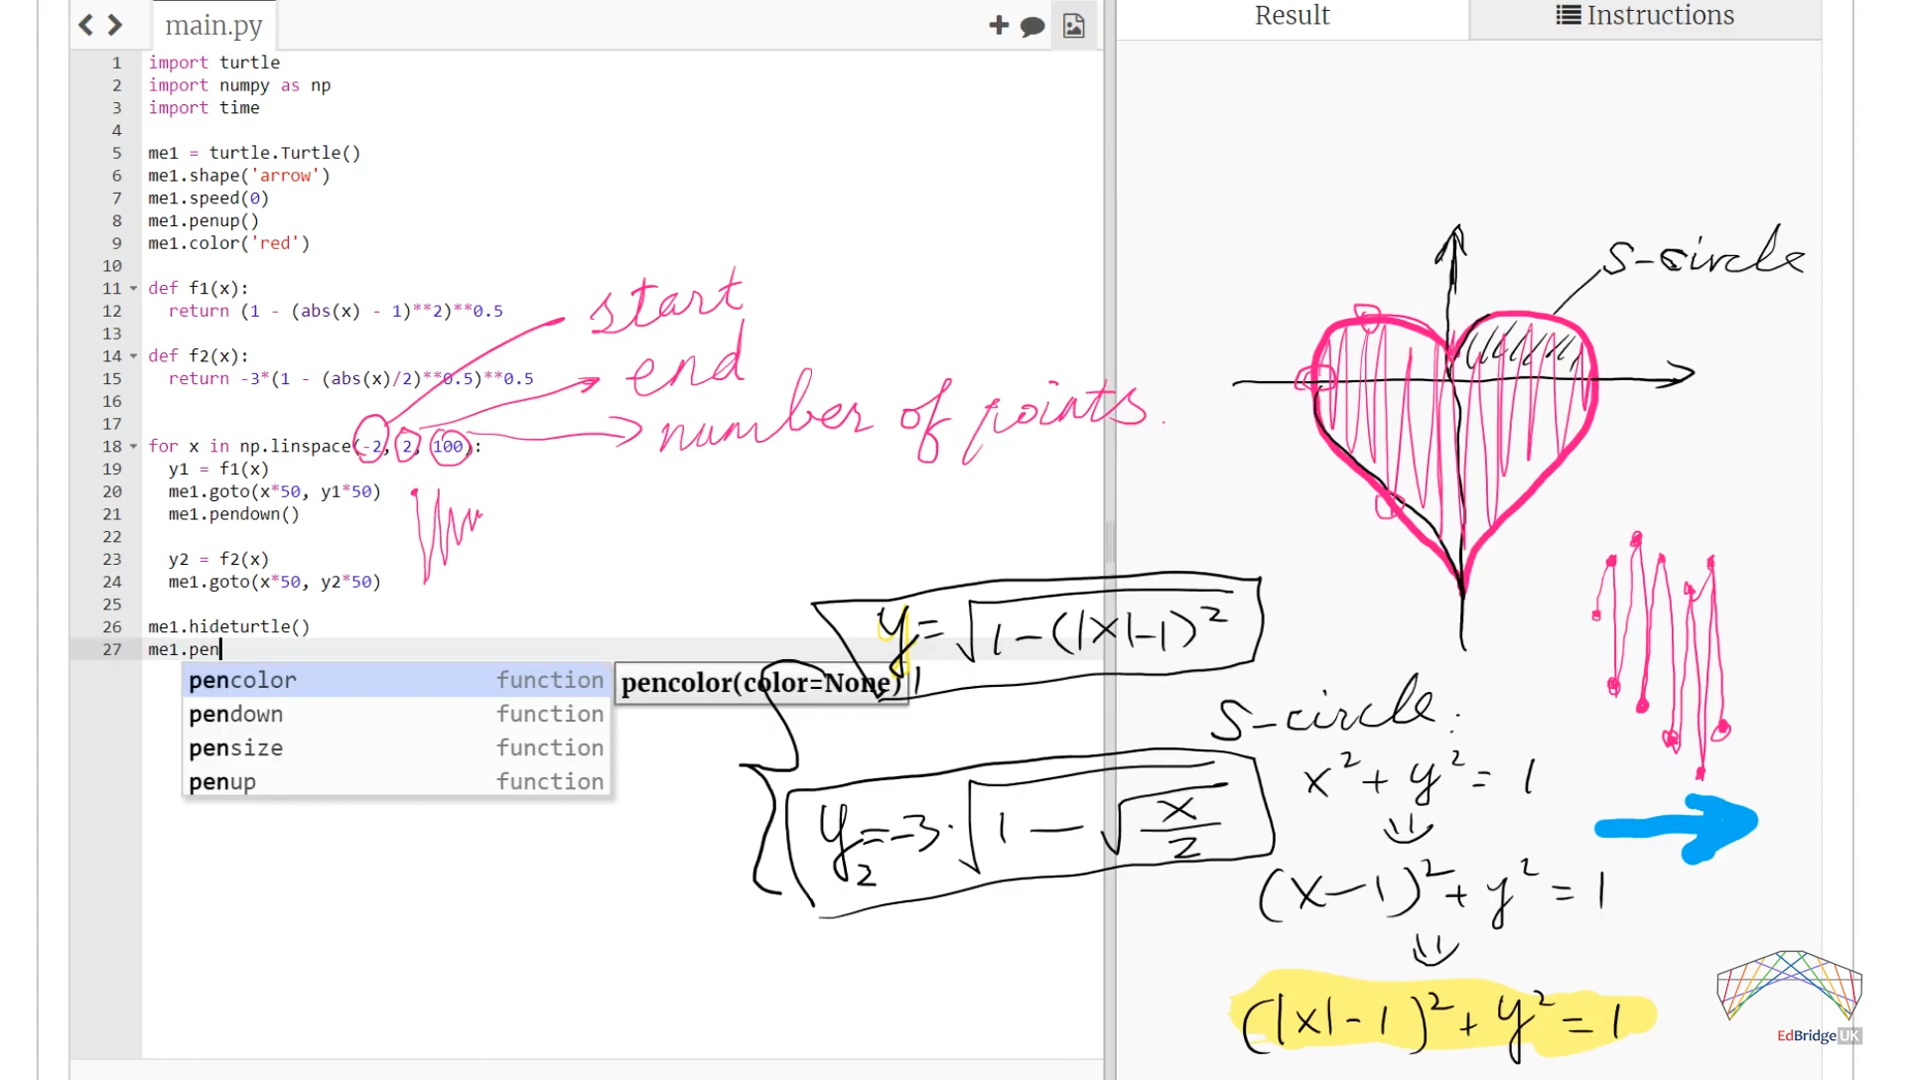 main.py
Result
Instructions
1 import turtle
2 import numpy as np
3 import time
4
5 me1 = turtle.Turtle()
6 me1.shape('arrow')
7 me1.speed(0)
8 me1.penup()
9 me1.color('red')
10
11 def f1(x):
12 return (1 - (abs(x) - 1)**2)**0.5
13
14 def f2(x):
15 return -3*(1 - (abs(x)/2)**0.5)**0.5
16
17
18 for x in np.linspace(-2, 2, 100):
19 y1 = f1(x)
20 me1.goto(x*50, y1*50)
21 me1.pendown()
22
23 y2 = f2(x)
24 me1.goto(x*50, y2*50)
25
26 me1.hideturtle()
27 me1.pen
pencolor function
pendown function
pensize function
penup function
pencolor(color=None)
start
end
number of points.
S-circle
y1 = √(1-(|x|-1)²)
y2 = -3·√(1-√(x/2))
S-circle:
x² + y² = 1
(x-1)² + y² = 1
(|x|-1)² + y² = 1
EdBridge UK